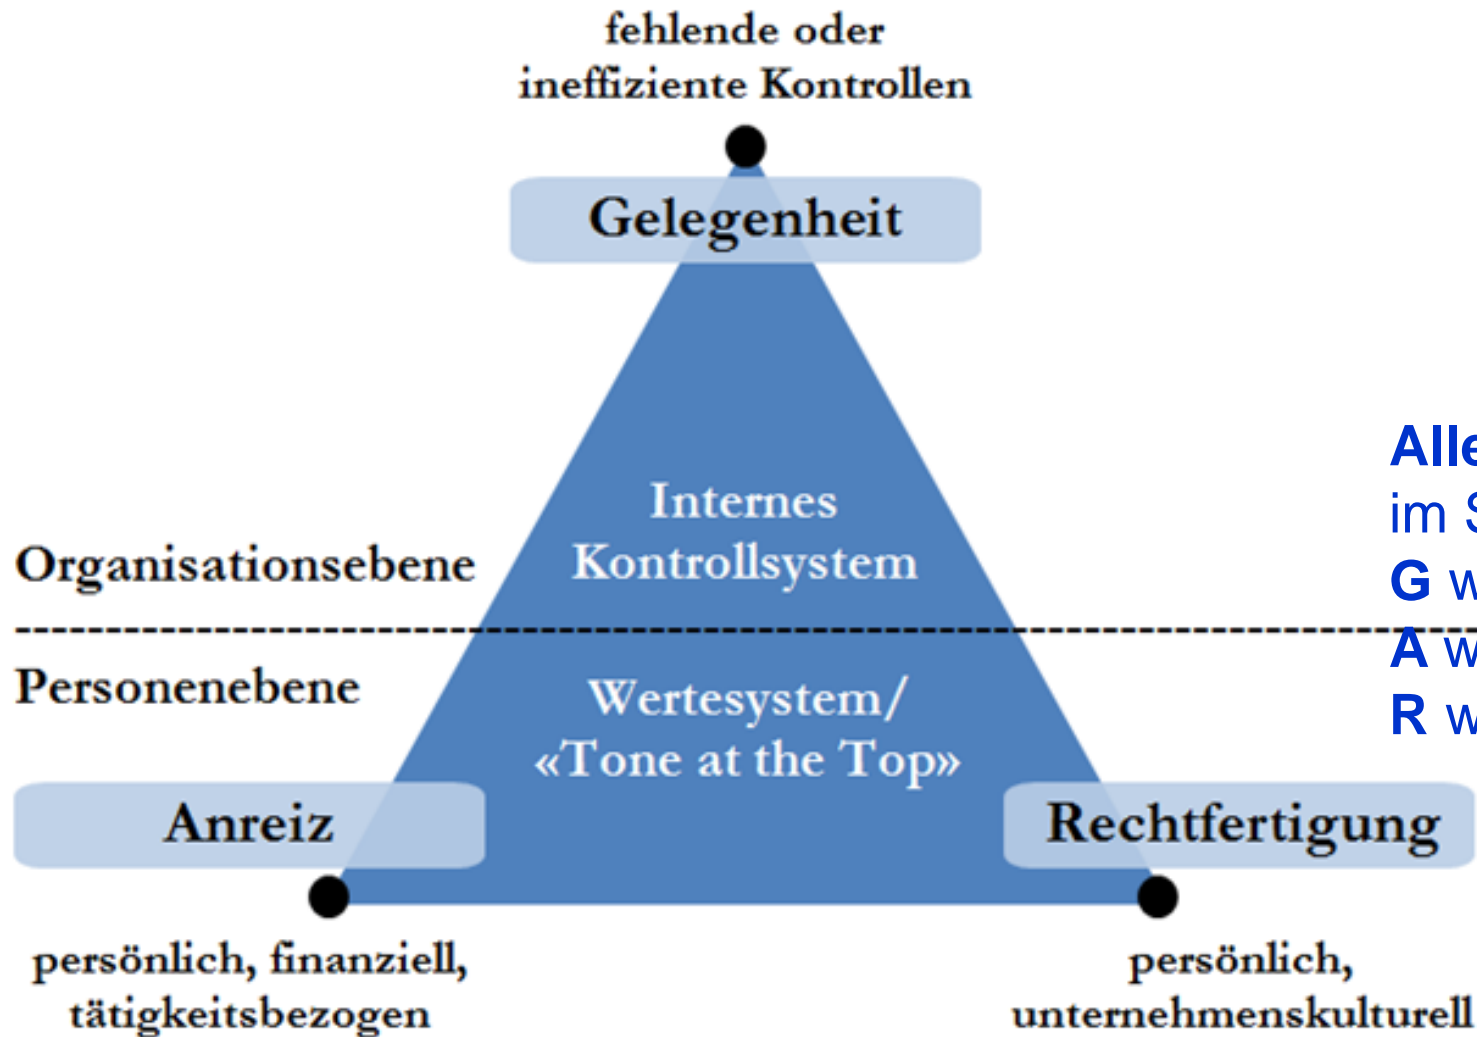 fehlende oder
ineffiziente Kontrollen
Gelegenheit
Internes
Kontrollsystem
Organisationsebene
Personenebene
Wertesystem/
«Tone at the Top»
Anreiz
Rechtfertigung
persönlich, finanziell,
tätigkeitsbezogen
persönlich,
unternehmenskulturell
Alle
im
G
A
R